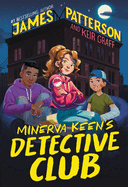 #1 BESTSELLING AUTHOR
JAMES PATTERSON
AND KEIR GRAFF
MINERVA KEEN'S
DETECTIVE CLUB